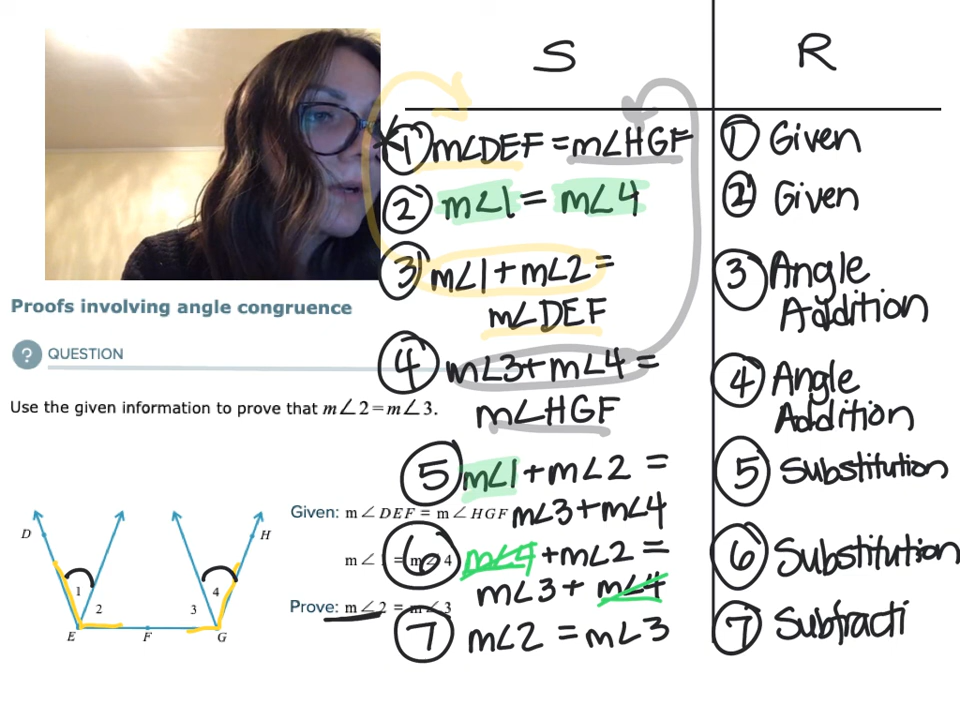 S
R
① m∠DEF = m∠HGF
① Given
② m∠1 = m∠4
② Given
③ m∠1 + m∠2 =
m∠DEF
③ Angle
Addition
④ m∠3 + m∠4 =
m∠HGF
④ Angle
Addition
⑤ m∠1 + m∠2 =
m∠3 + m∠4
⑤ Substitution
⑥ m∠4 + m∠2 =
m∠3 + m∠4
⑥ Substitution
⑦ m∠2 = m∠3
⑦ Subtracti
Proofs involving angle congruence
? QUESTION
Use the given information to prove that m∠2=m∠3.
Given: m∠DEF = m∠HGF
m∠1 = m∠4
Prove: m∠2 = m∠3
D
H
1
2
3
4
E
F
G